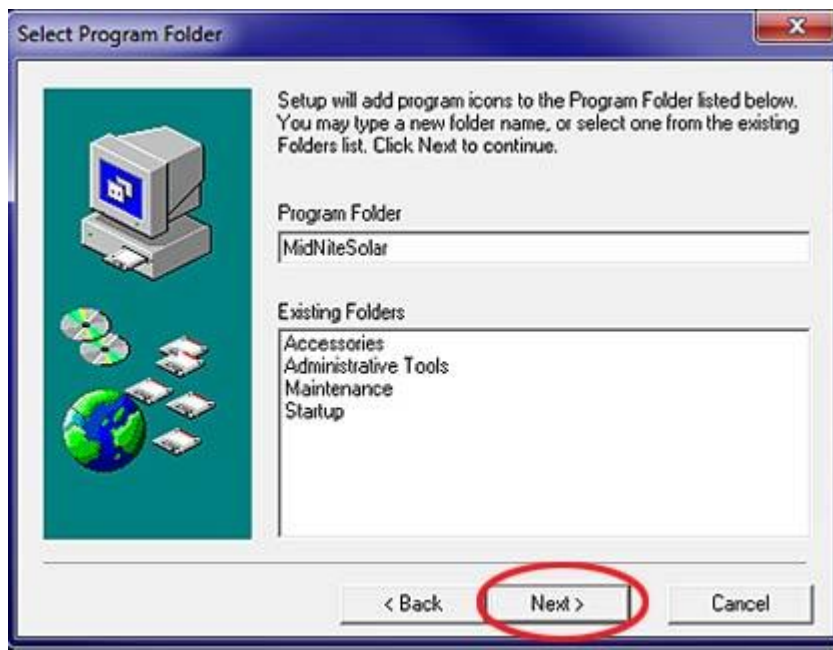 Select Program Folder
Setup will add program icons to the Program Folder listed below.
You may type a new folder name, or select one from the existing
Folders list. Click Next to continue.
Program Folder
MidNiteSolar
Existing Folders
Accessories
Administrative Tools
Maintenance
Startup
< Back
Next >
Cancel